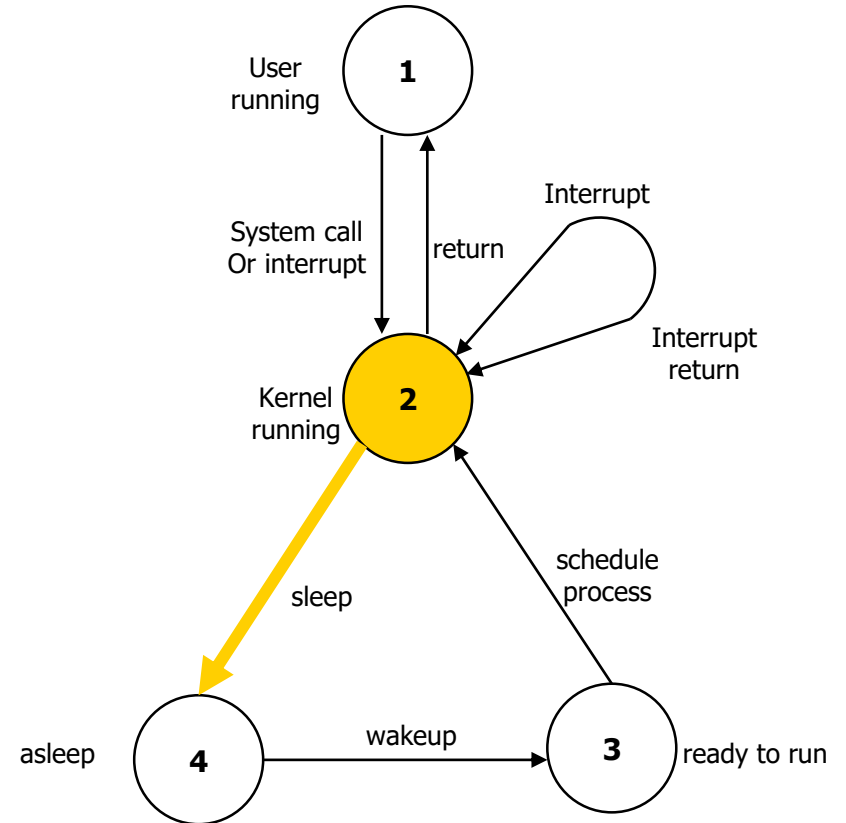 User
running
1
Interrupt
System call
Or interrupt
return
Interrupt
return
Kernel
running
2
schedule
process
sleep
wakeup
asleep
4
3
ready to run